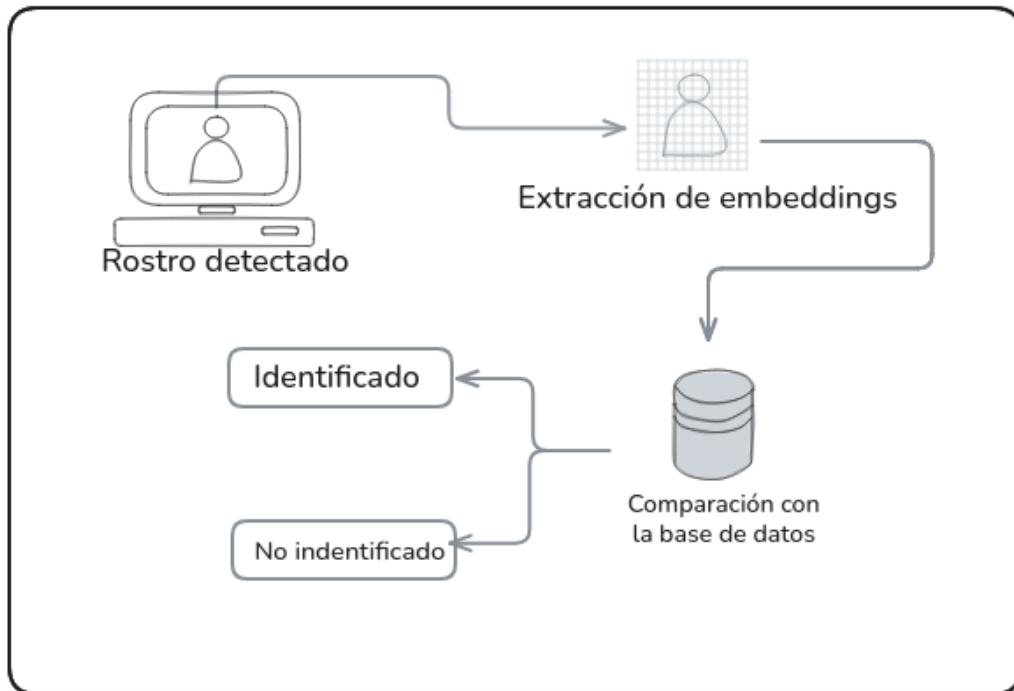 Rostro detectado
Extracción de embeddings
Comparación con
la base de datos
Identificado
No indentificado